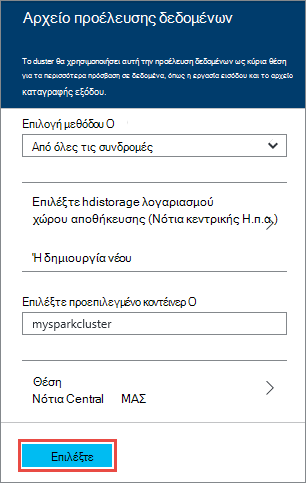 Αρχείο προέλευσης δεδομένων
Το duster θα χρησιμοποιήσει αυτή την προέλευση δεδομένων ως κύρια θέση
για τα περισσότερα πρόσβαση σε δεδομένα, όπως η εργασία εισόδου και το αρχείο
καταγραφής εξόδου.
Επιλογή μεθόδου Ο
Από όλες τις συνδρομές
Επιλέξτε hdistorage λογαριασμού
χώρου αποθήκευσης (Νότια κεντρικής Η.π.α.)
Ή δημιουργία νέου
Επιλέξτε προεπιλεγμένο κοντέινερ Ο
mysparkcluster
Θέση
Νότια Central ΜΑΣ
Επιλέξτε